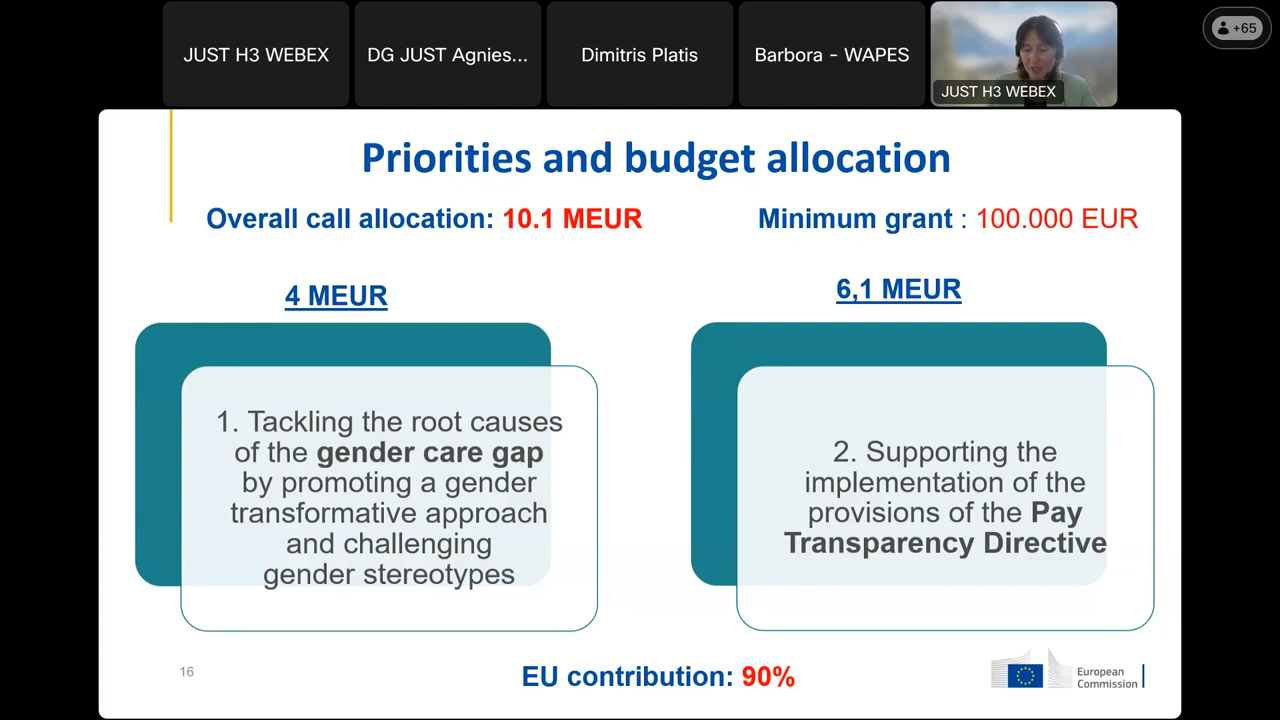 JUST H3 WEBEX
DG JUST Agnies...
Dimitris Platis
Barbora - WAPES
JUST H3 WEBEX
+65
Priorities and budget allocation
Overall call allocation: 10.1 MEUR
Minimum grant : 100.000 EUR
4 MEUR
1. Tackling the root causes
of the gender care gap
by promoting a gender
transformative approach
and challenging
gender stereotypes
6,1 MEUR
2. Supporting the
implementation of the
provisions of the Pay
Transparency Directive
16
EU contribution: 90%
European
Commission